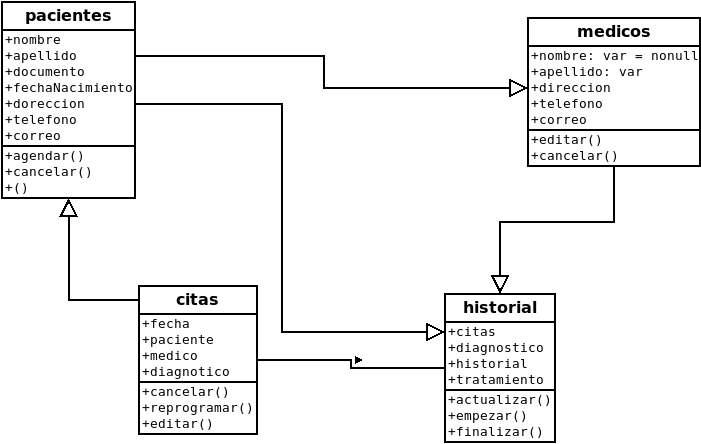 pacientes
+nombre
+apellido
+documento
+fechaNacimiento
+doreccion
+telefono
+correo
+agendar()
+cancelar()
+()
medicos
+nombre: var = nonull
+apellido: var
+direccion
+telefono
+correo
+editar()
+cancelar()
citas
+fecha
+paciente
+medico
+diagnotico
+cancelar()
+reprogramar()
+editar()
historial
+citas
+diagnostico
+historial
+tratamiento
+actualizar()
+empezar()
+finalizar()